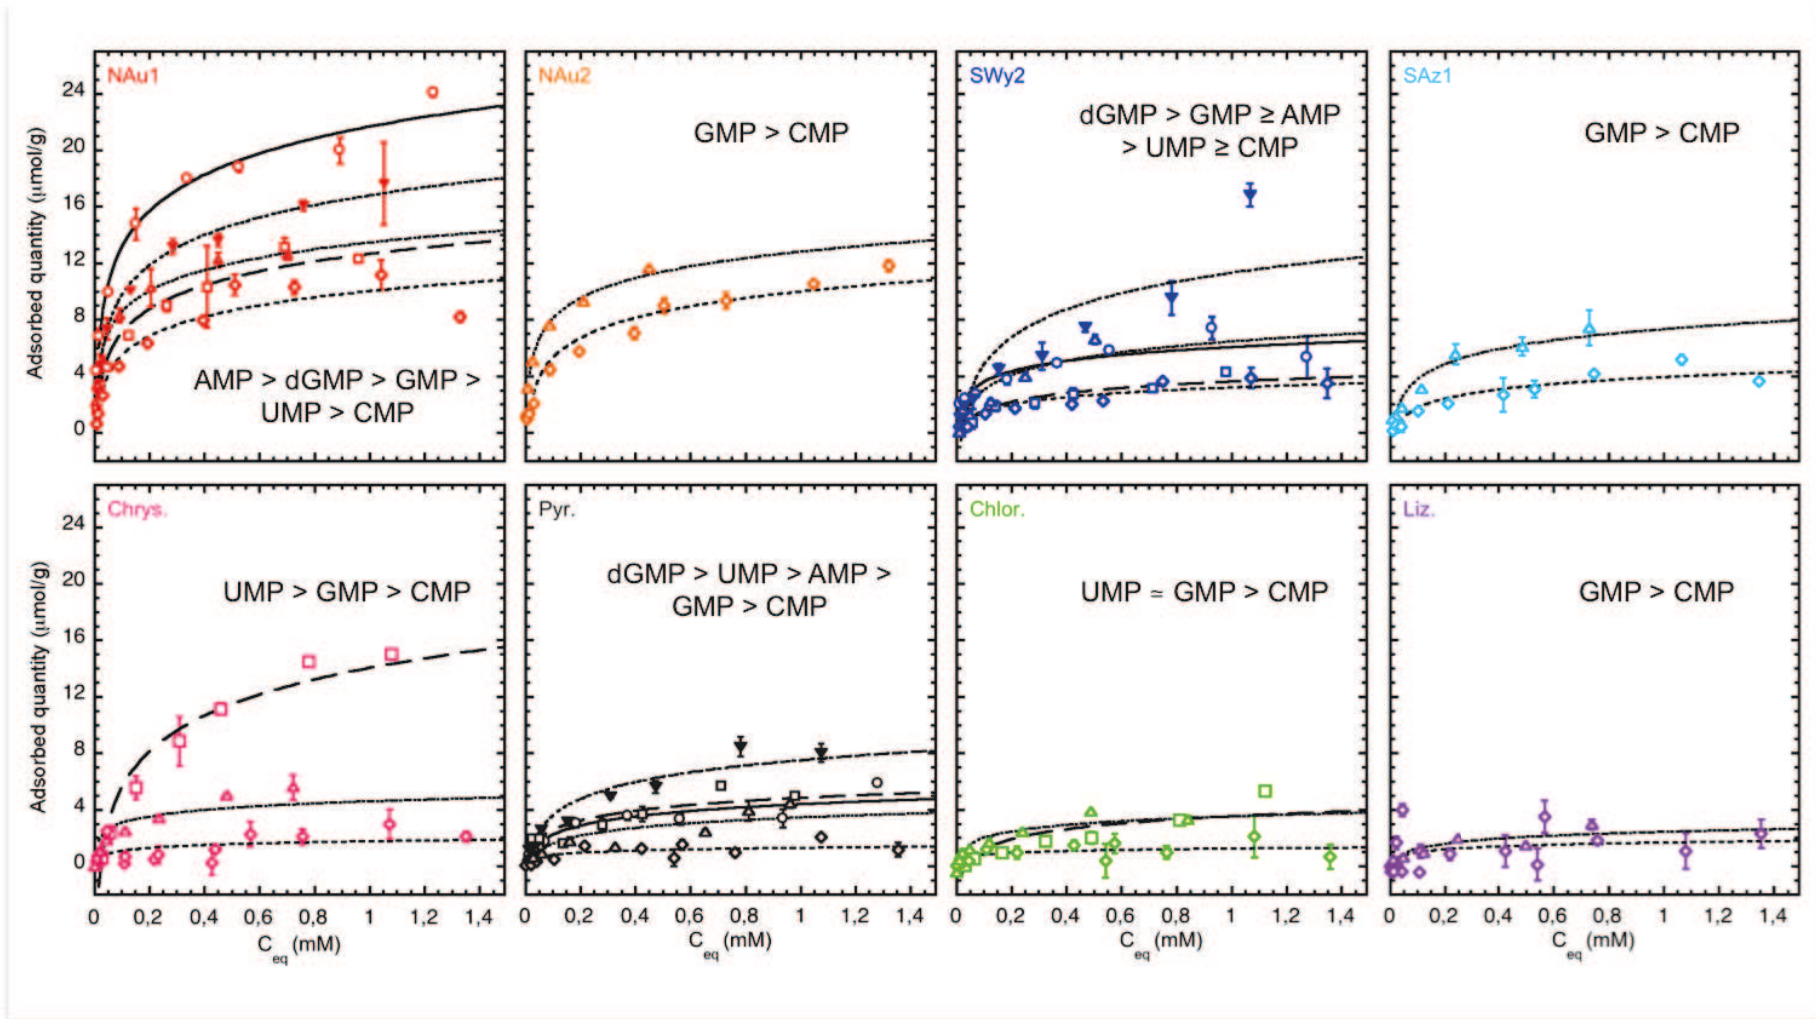 NAu1
AMP > dGMP > GMP >
UMP > CMP
NAu2
GMP > CMP
SWy2
dGMP > GMP ≥ AMP
> UMP ≥ CMP
SAz1
GMP > CMP
Adsorbed quantity (μmol/g)
24
20
16
12
8
4
0
Chrys.
UMP > GMP > CMP
Pyr.
dGMP > UMP > AMP >
GMP > CMP
Chlor.
UMP ≃ GMP > CMP
Liz.
GMP > CMP
Adsorbed quantity (μmol/g)
24
20
16
12
8
4
0
0 0,2 0,4 0,6 0,8 1 1,2 1,4
0 0,2 0,4 0,6 0,8 1 1,2 1,4
0 0,2 0,4 0,6 0,8 1 1,2 1,4
0 0,2 0,4 0,6 0,8 1 1,2 1,4
Ceq (mM)
Ceq (mM)
Ceq (mM)
Ceq (mM)